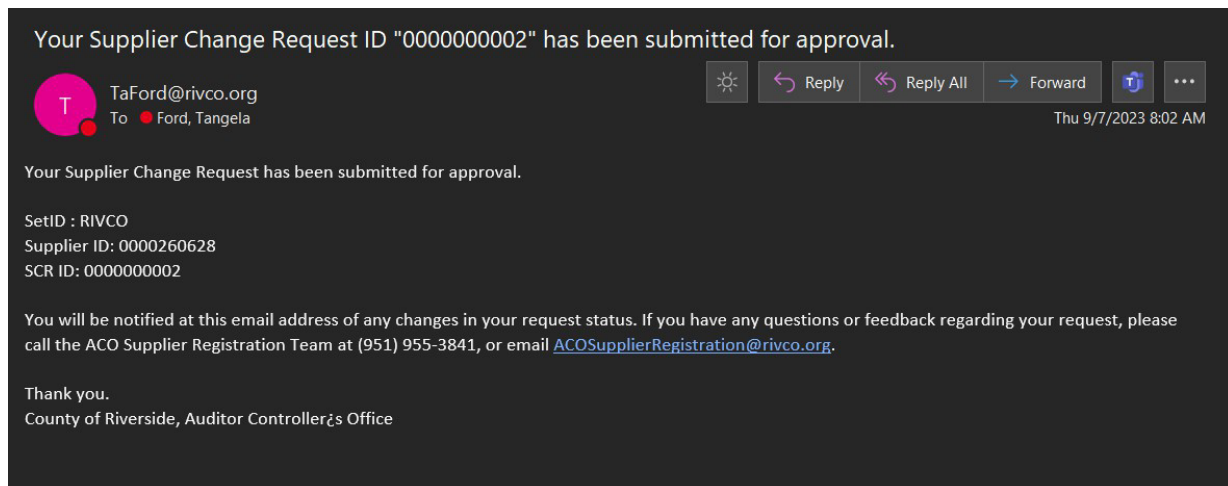 Your Supplier Change Request ID "0000000002" has been submitted for approval.
T
TaFord@rivco.org
To Ford, Tangela
Reply
Reply All
Forward
Thu 9/7/2023 8:02 AM
Your Supplier Change Request has been submitted for approval.
SetID : RIVCO
Supplier ID: 0000260628
SCR ID: 0000000002
You will be notified at this email address of any changes in your request status. If you have any questions or feedback regarding your request, please
call the ACO Supplier Registration Team at (951) 955-3841, or email ACOSupplierRegistration@rivco.org.
Thank you.
County of Riverside, Auditor Controller¿s Office